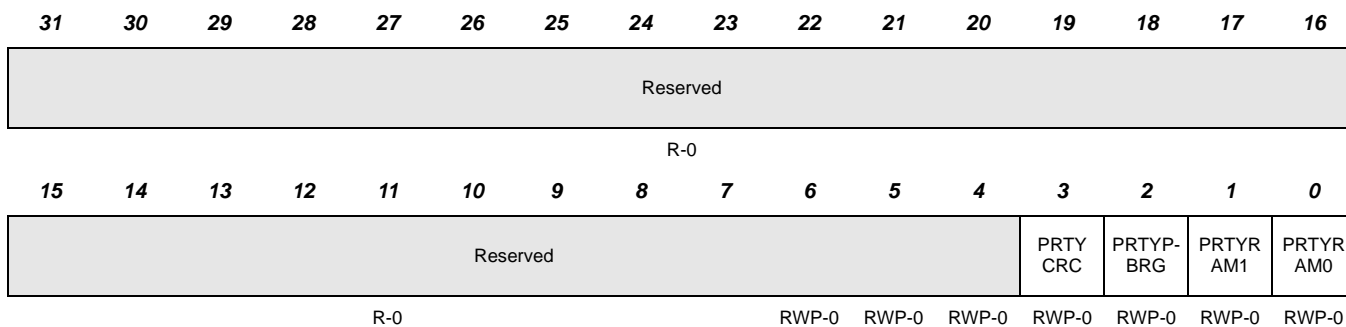 31 30 29 28 27 26 25 24 23 22 21 20 19 18 17 16
Reserved
R-0
15 14 13 12 11 10 9 8 7 6 5 4 3 2 1 0
Reserved PRTY CRC PRTYP-BRG PRTYR AM1 PRTYR AM0
R-0 RWP-0 RWP-0 RWP-0 RWP-0 RWP-0 RWP-0 RWP-0